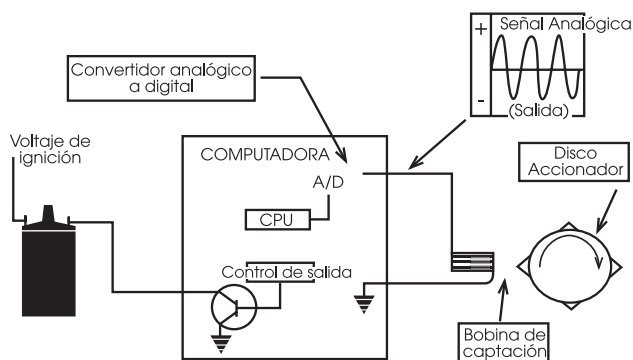 Señal Analógica
+
-
(Salida)
Convertidor analógico
a digital
Voltaje de
ignición
COMPUTADORA
A/D
CPU
Control de salida
Disco
Accionador
Bobina de
captación